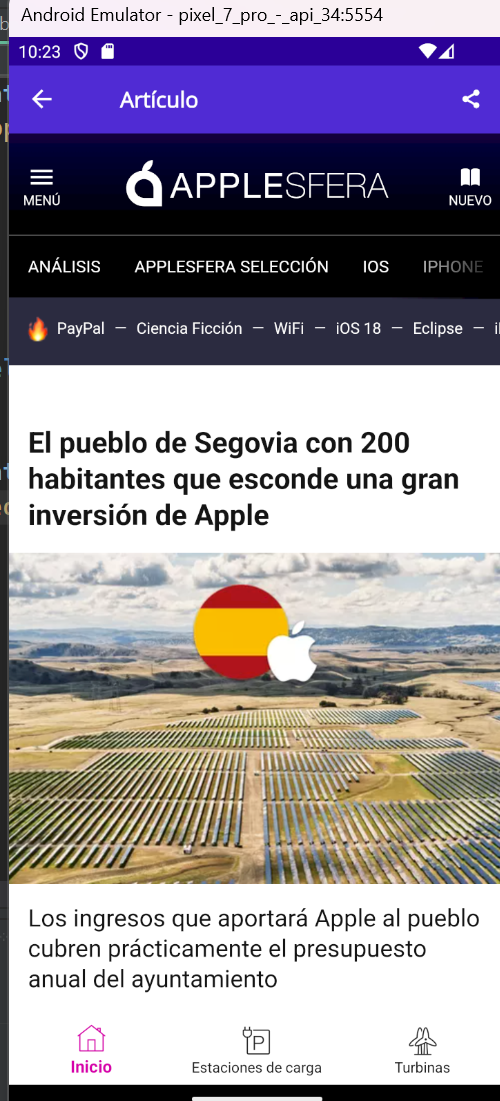 Android Emulator - pixel_7_pro_-_api_34:5554
10:23
Artículo
MENÚ
APPLESFERA
NUEVO
ANÁLISIS APPLESFERA SELECCIÓN IOS IPHONE
PayPal — Ciencia Ficción — WiFi — iOS 18 — Eclipse —
El pueblo de Segovia con 200
habitantes que esconde una gran
inversión de Apple
Los ingresos que aportará Apple al pueblo
cubren prácticamente el presupuesto
anual del ayuntamiento
P
Inicio Estaciones de carga Turbinas